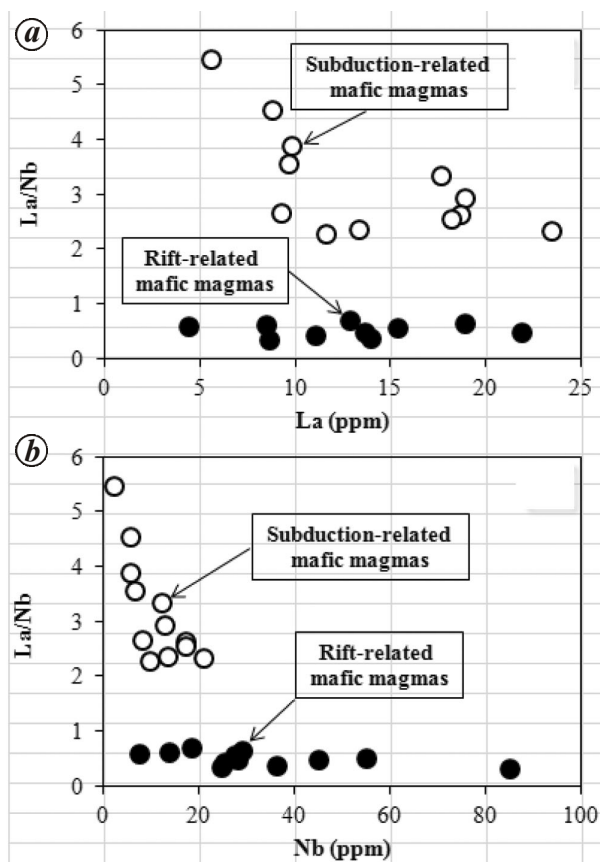 a
6
5
4
3
2
1
0
La/Nb
Subduction-related
mafic magmas
Rift-related
mafic magmas
0 5 10 15 20 25
La (ppm)
b
6
5
4
3
2
1
0
La/Nb
Subduction-related
mafic magmas
Rift-related
mafic magmas
0 20 40 60 80 100
Nb (ppm)